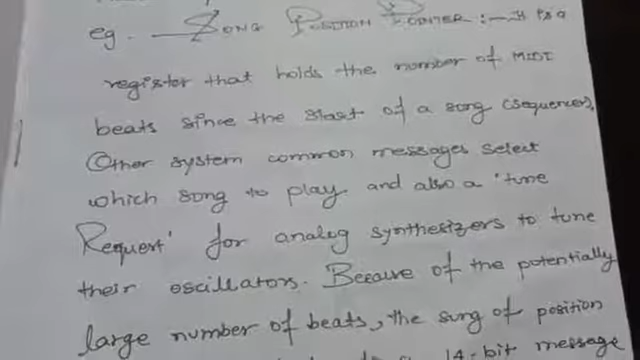 eg. — SONG POSITION POINTER :— It is a
register that holds the number of MIDI
beats since the start of a song (sequencer).
Other system common messages select
which song to play and also a 'tune
Request' for analog synthesizers to tune
their oscillators. Because of the potentially
large number of beats, the song of position
14-bit message